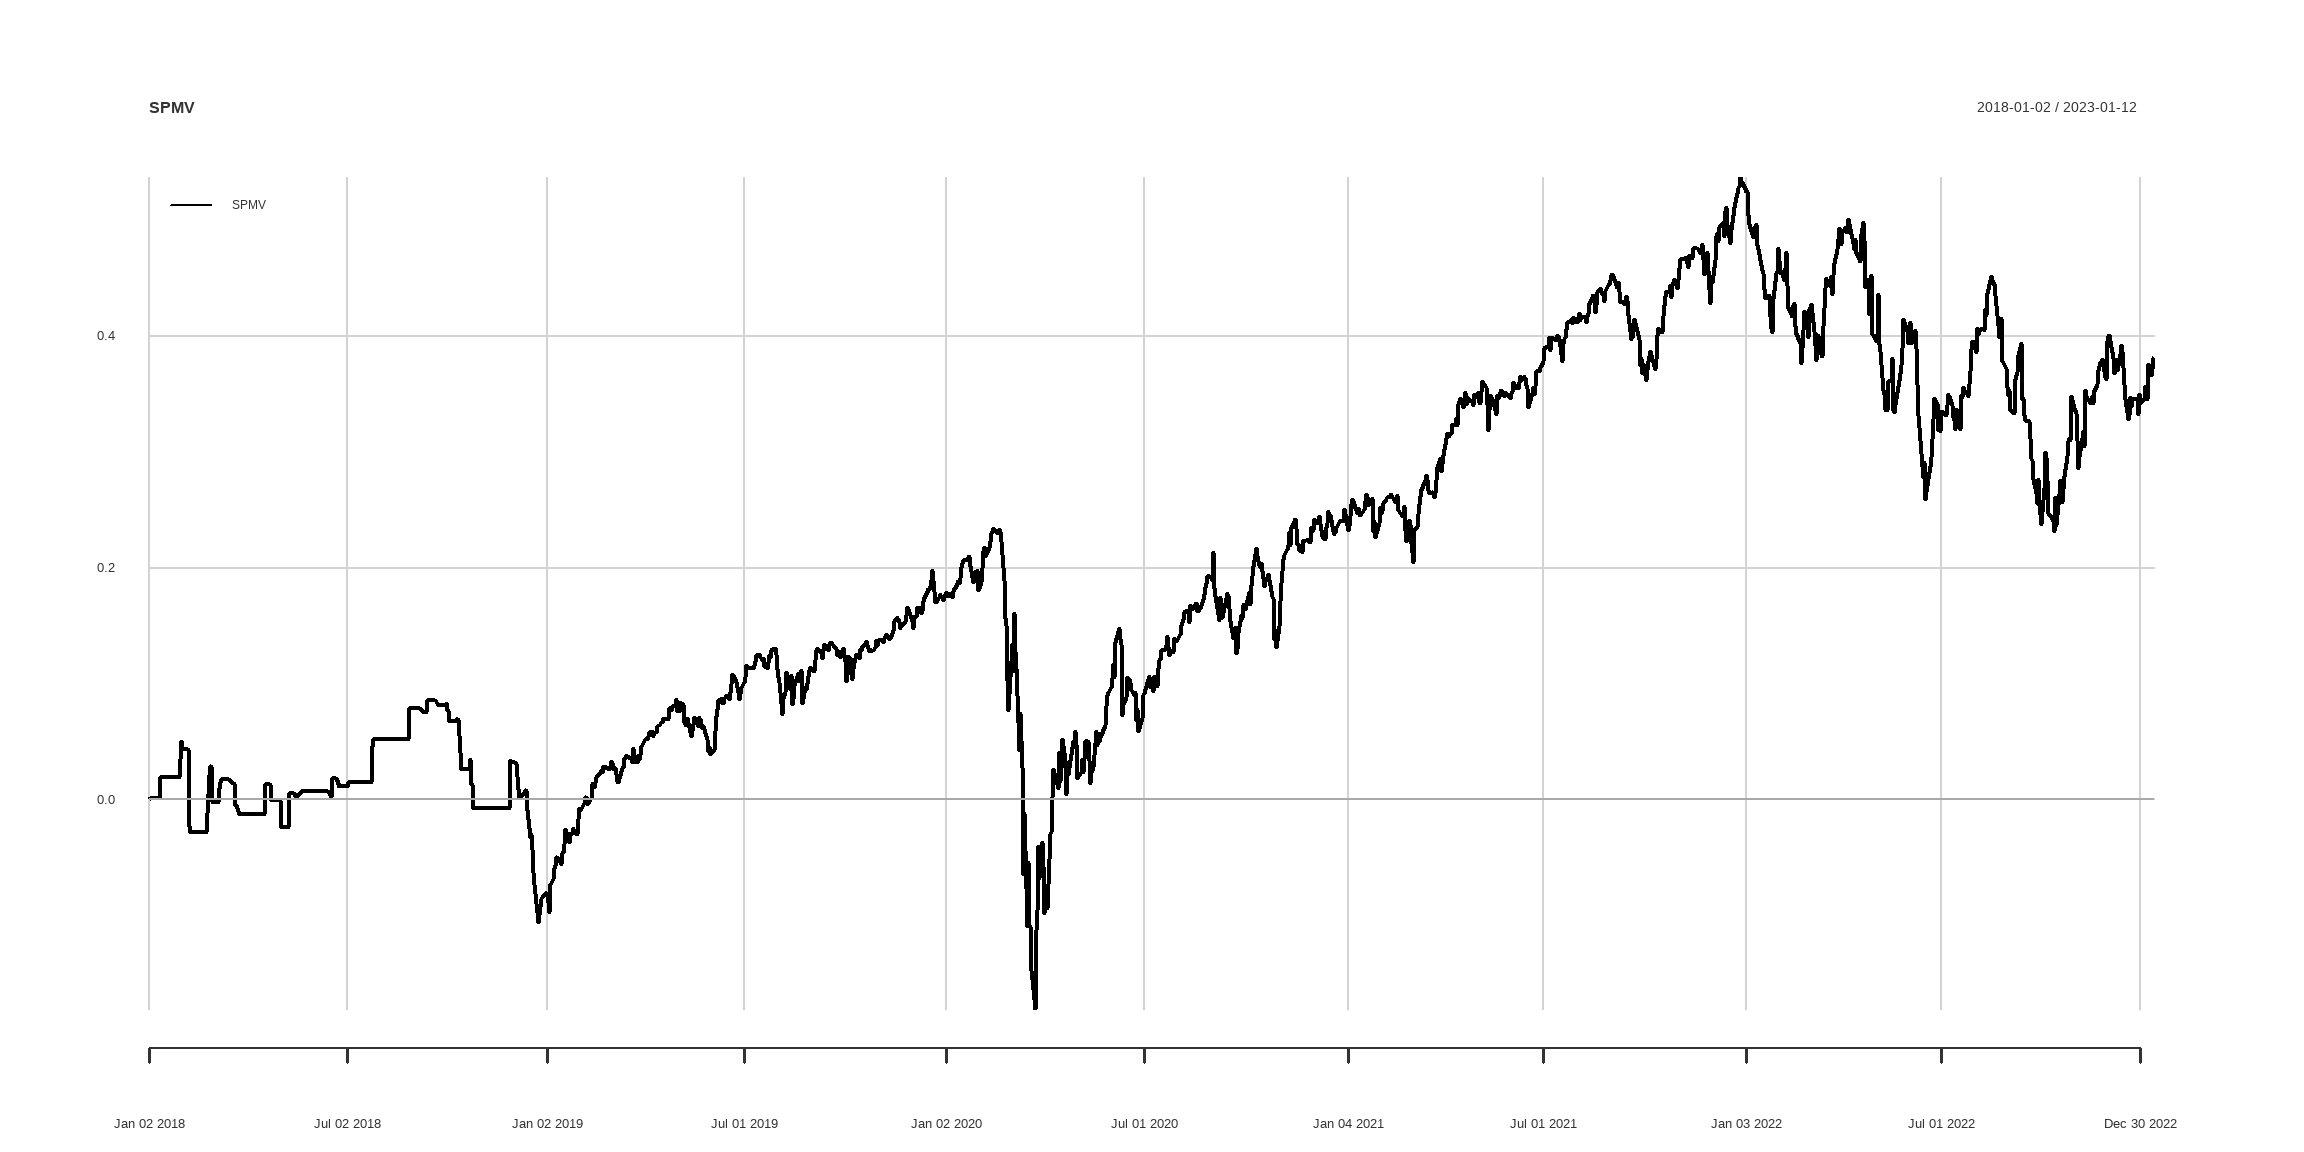 SPMV
2018-01-02 / 2023-01-12
SPMV
0.4
0.2
0.0
Jan 02 2018
Jul 02 2018
Jan 02 2019
Jul 01 2019
Jan 02 2020
Jul 01 2020
Jan 04 2021
Jul 01 2021
Jan 03 2022
Jul 01 2022
Dec 30 2022